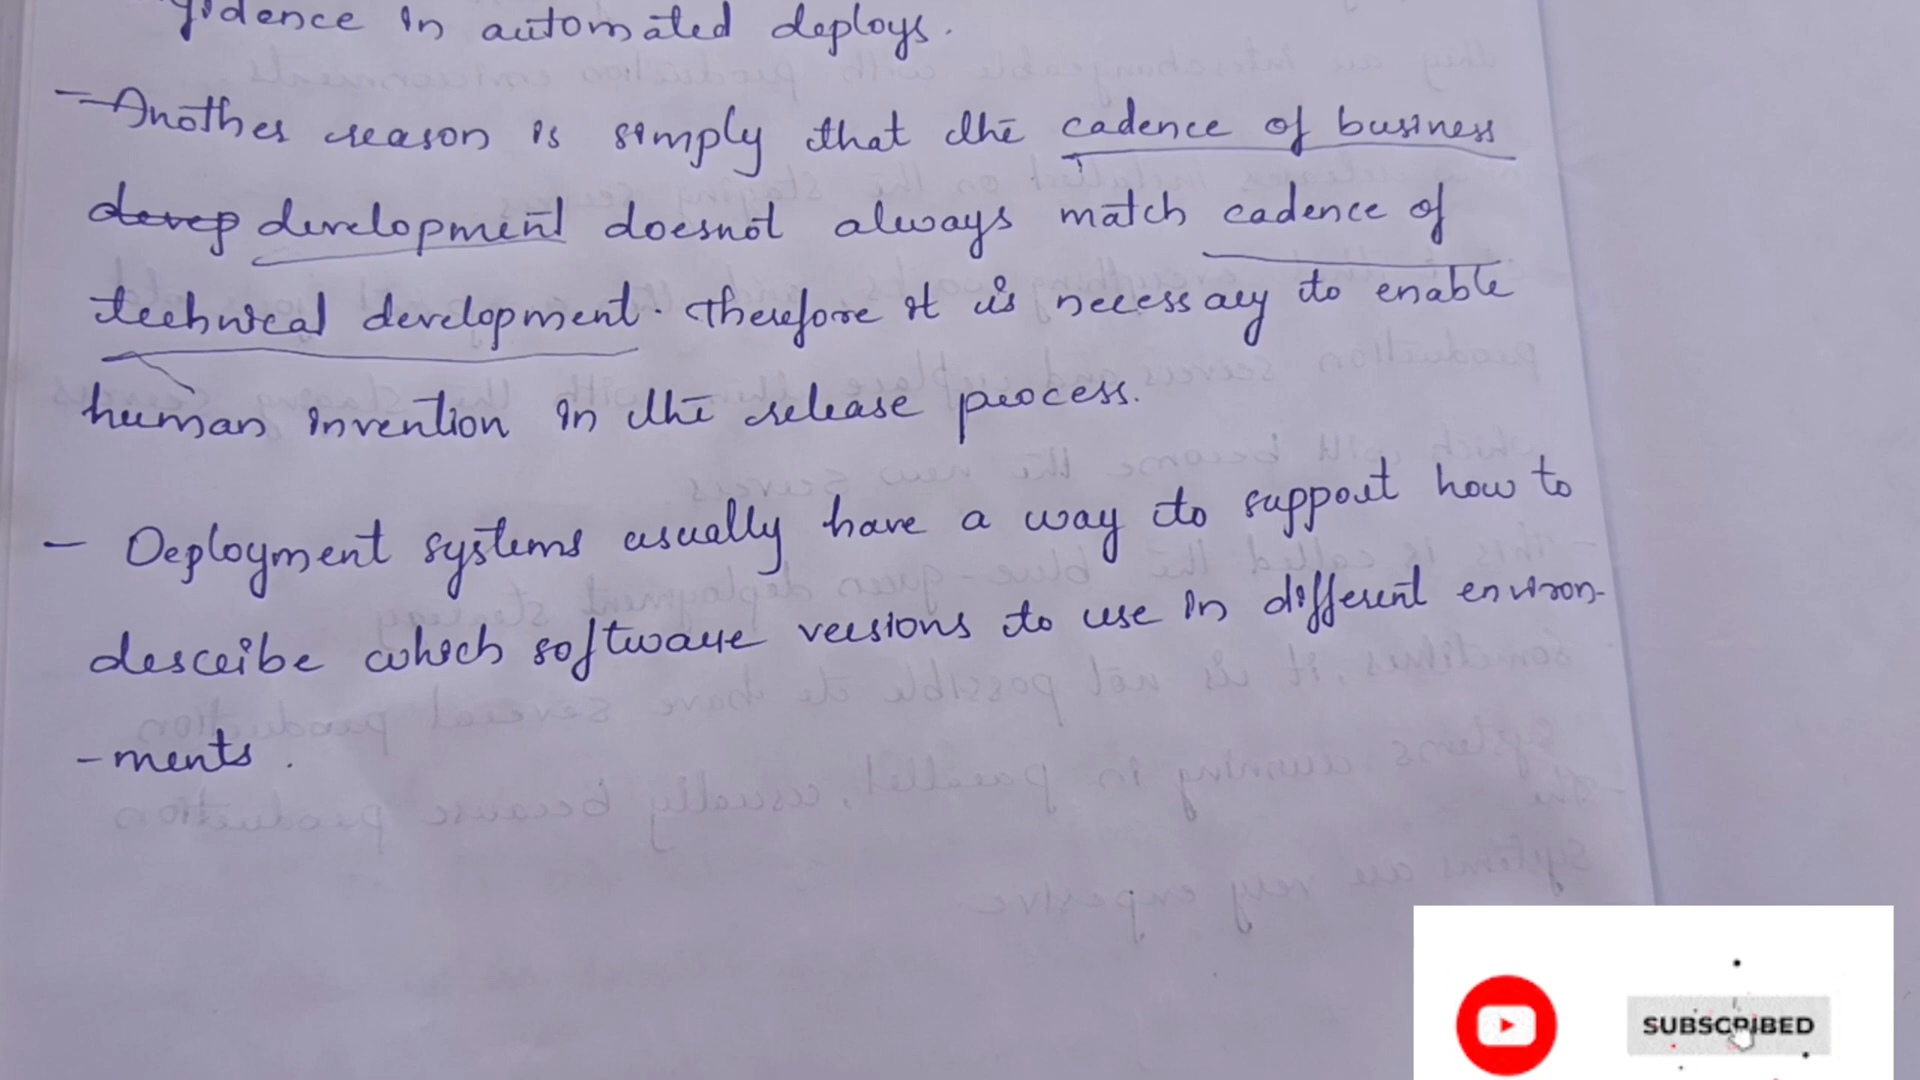 fidence in automated deploys.
- Another reason is simply that the cadence of business
devep development doesnot always match cadence of
technical development. Therefore it is necessary to enable
human invention in the release process.
- Deployment systems usually have a way to support how to
describe which software versions to use in different environ-
-ments.
SUBSCRIBED